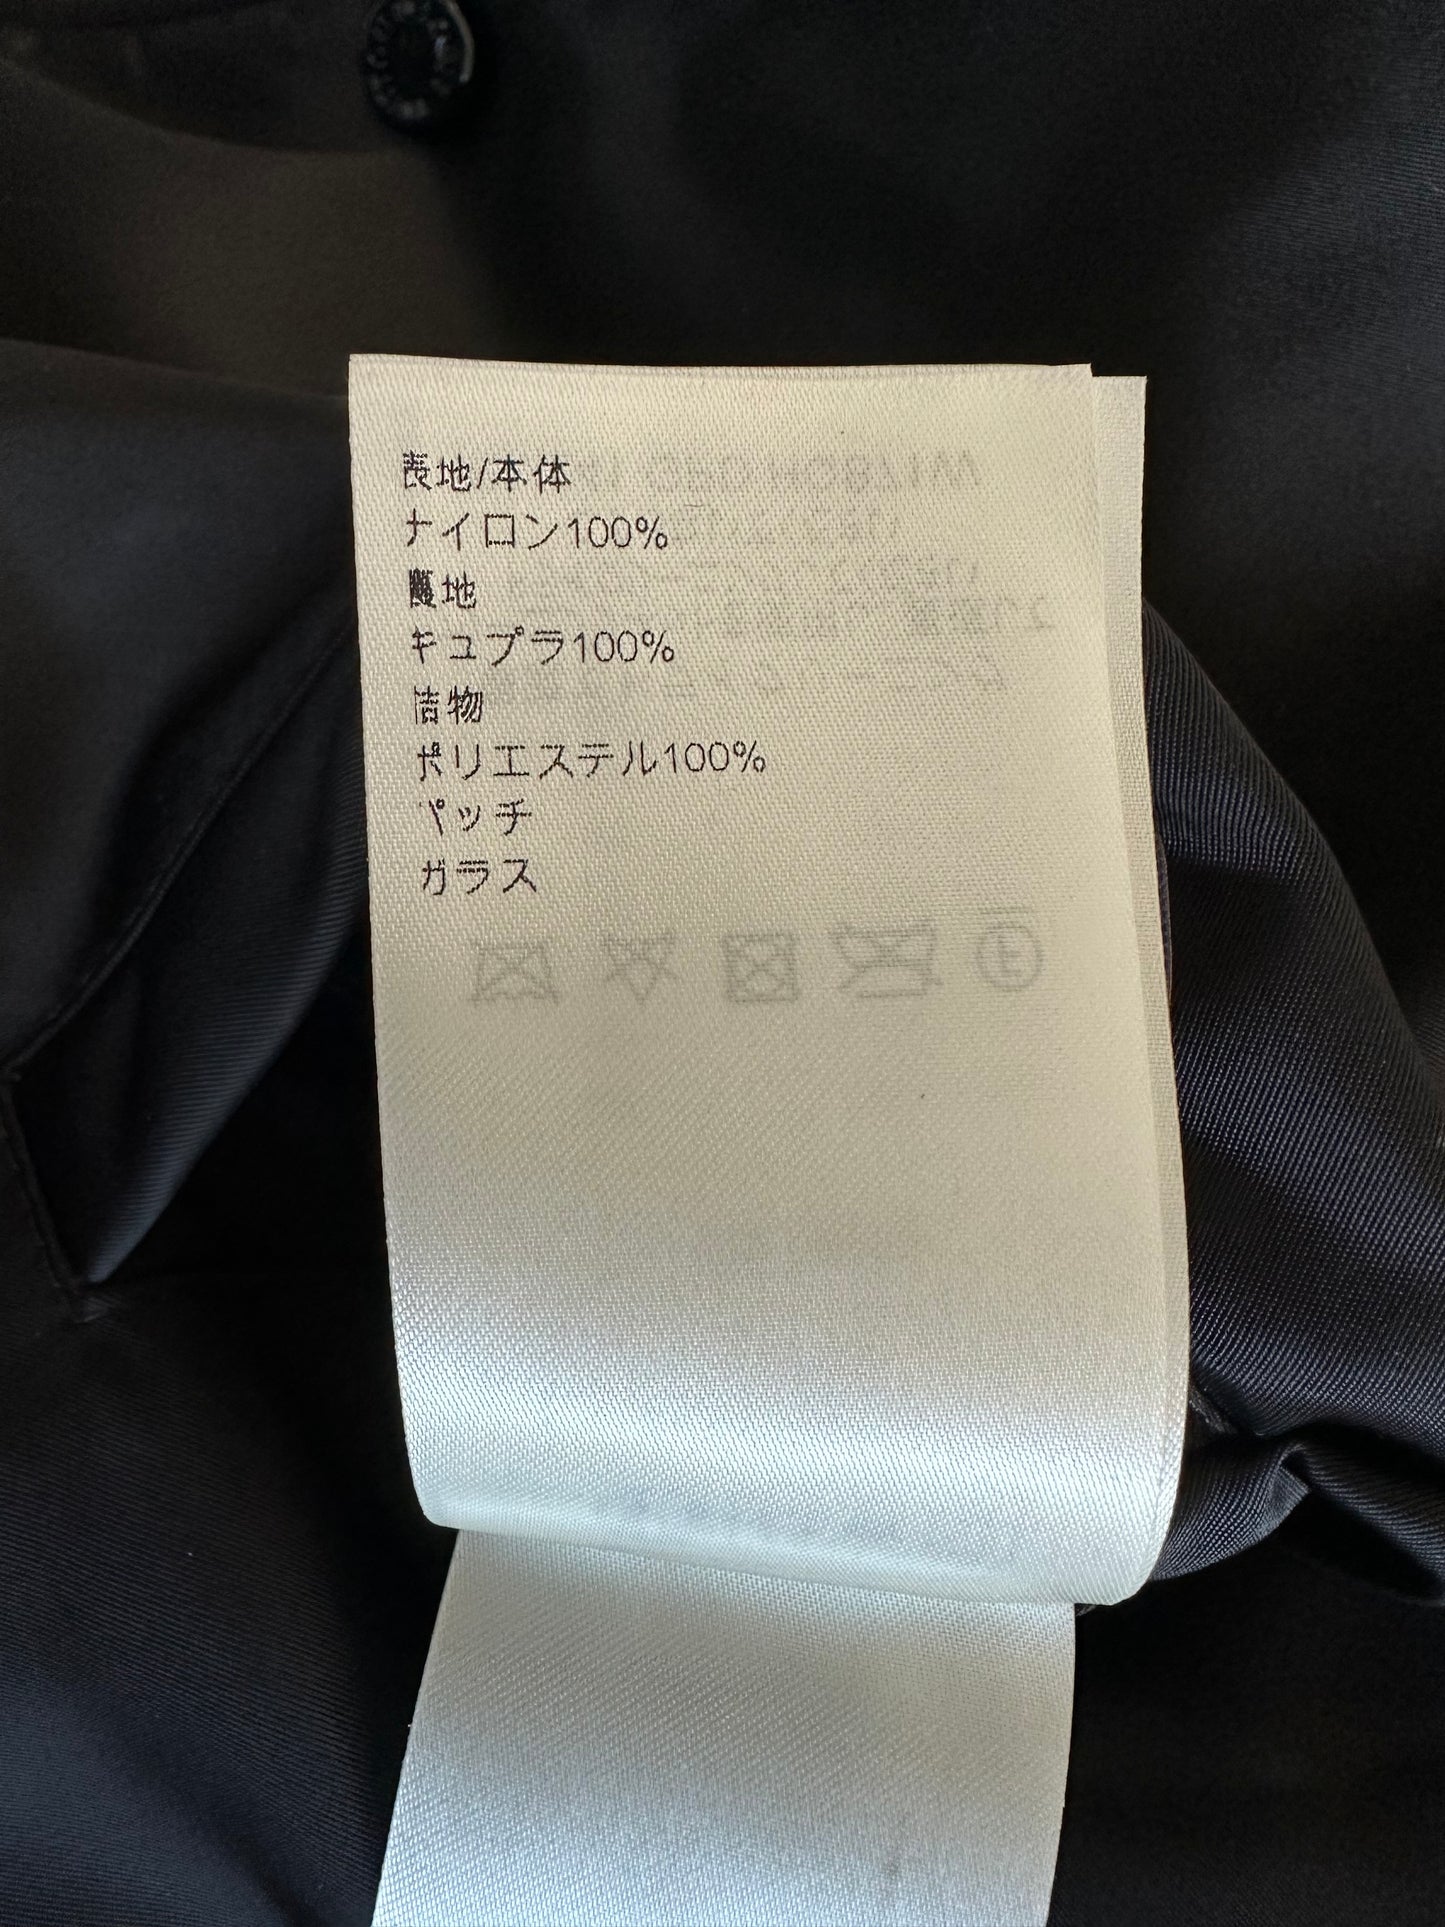 表地/本体
ナイロン100%
裏地
キュプラ100%
詰物
ポリエステル100%
パッチ
ガラス